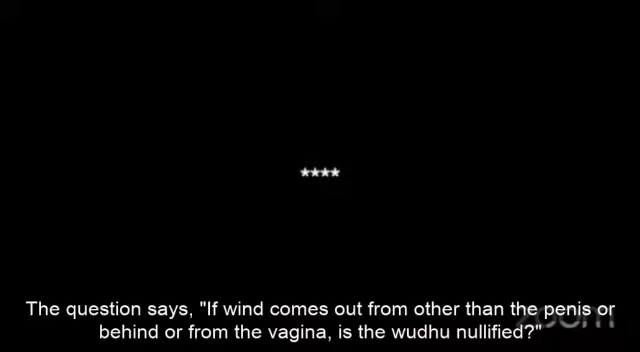 ****
The question says, "If wind comes out from other than the penis or
behind or from the vagina, is the wudhu nullified?"
zoom